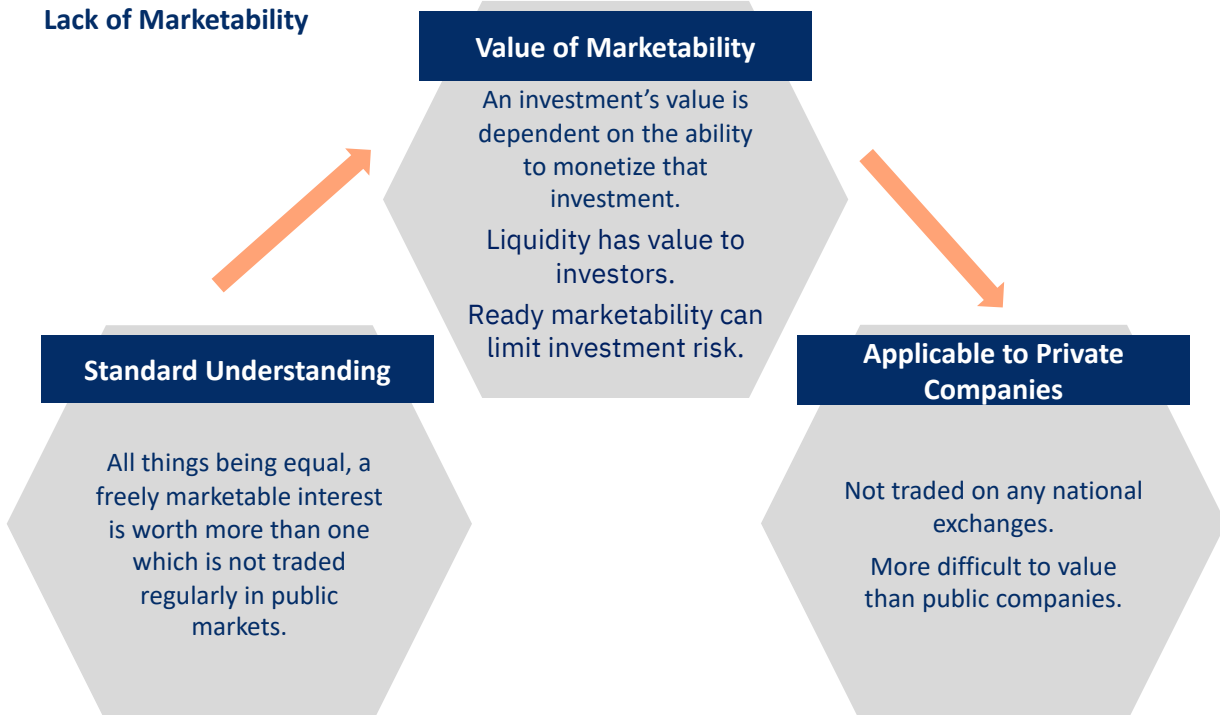 Lack of Marketability
Standard Understanding
All things being equal, a
freely marketable interest
is worth more than one
which is not traded
regularly in public
markets.
Value of Marketability
An investment’s value is
dependent on the ability
to monetize that
investment.
Liquidity has value to
investors.
Ready marketability can
limit investment risk.
Applicable to Private
Companies
Not traded on any national
exchanges.
More difficult to value
than public companies.